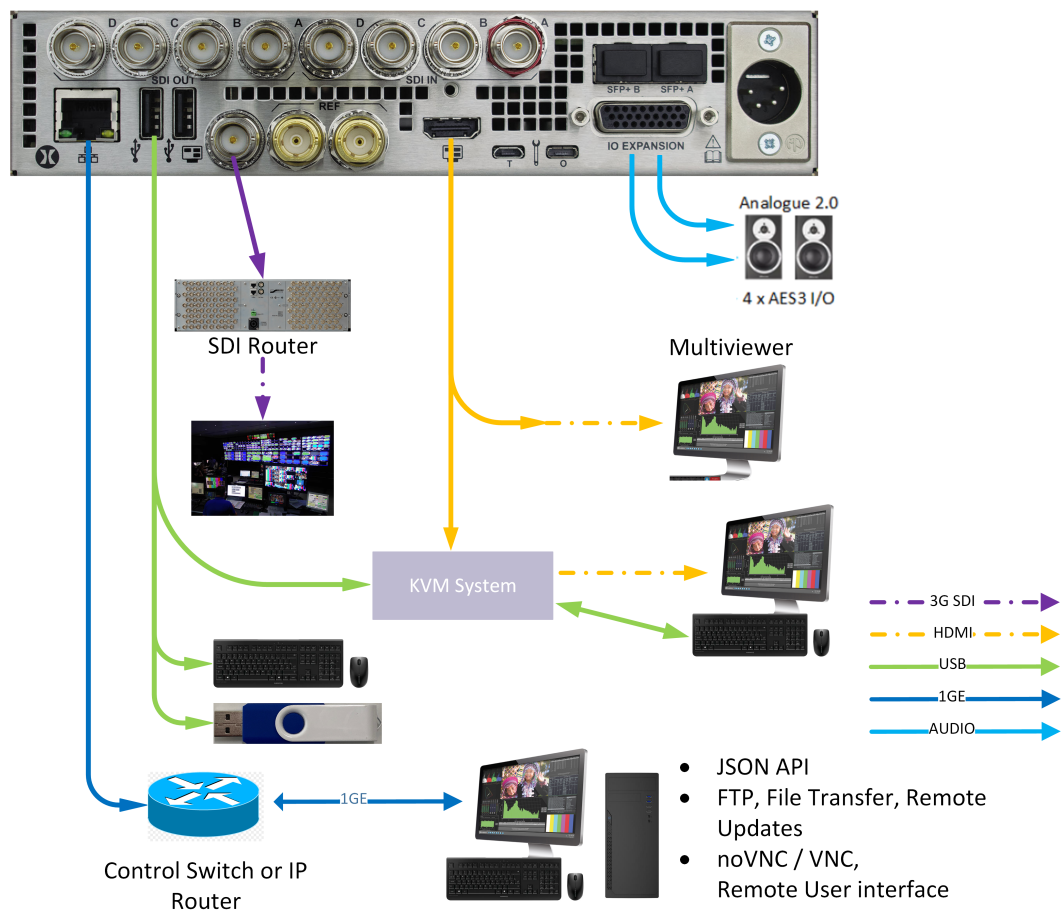 D C B A D C B A
SDI OUT SDI IN
REF
SFP+ B SFP+ A
T O IO EXPANSION
Analogue 2.0
4 x AES3 I/O
SDI Router
Multiviewer
KVM System
3G SDI
HDMI
USB
1GE
AUDIO
1GE
Control Switch or IP
Router
• JSON API
• FTP, File Transfer, Remote
Updates
• noVNC / VNC,
Remote User interface